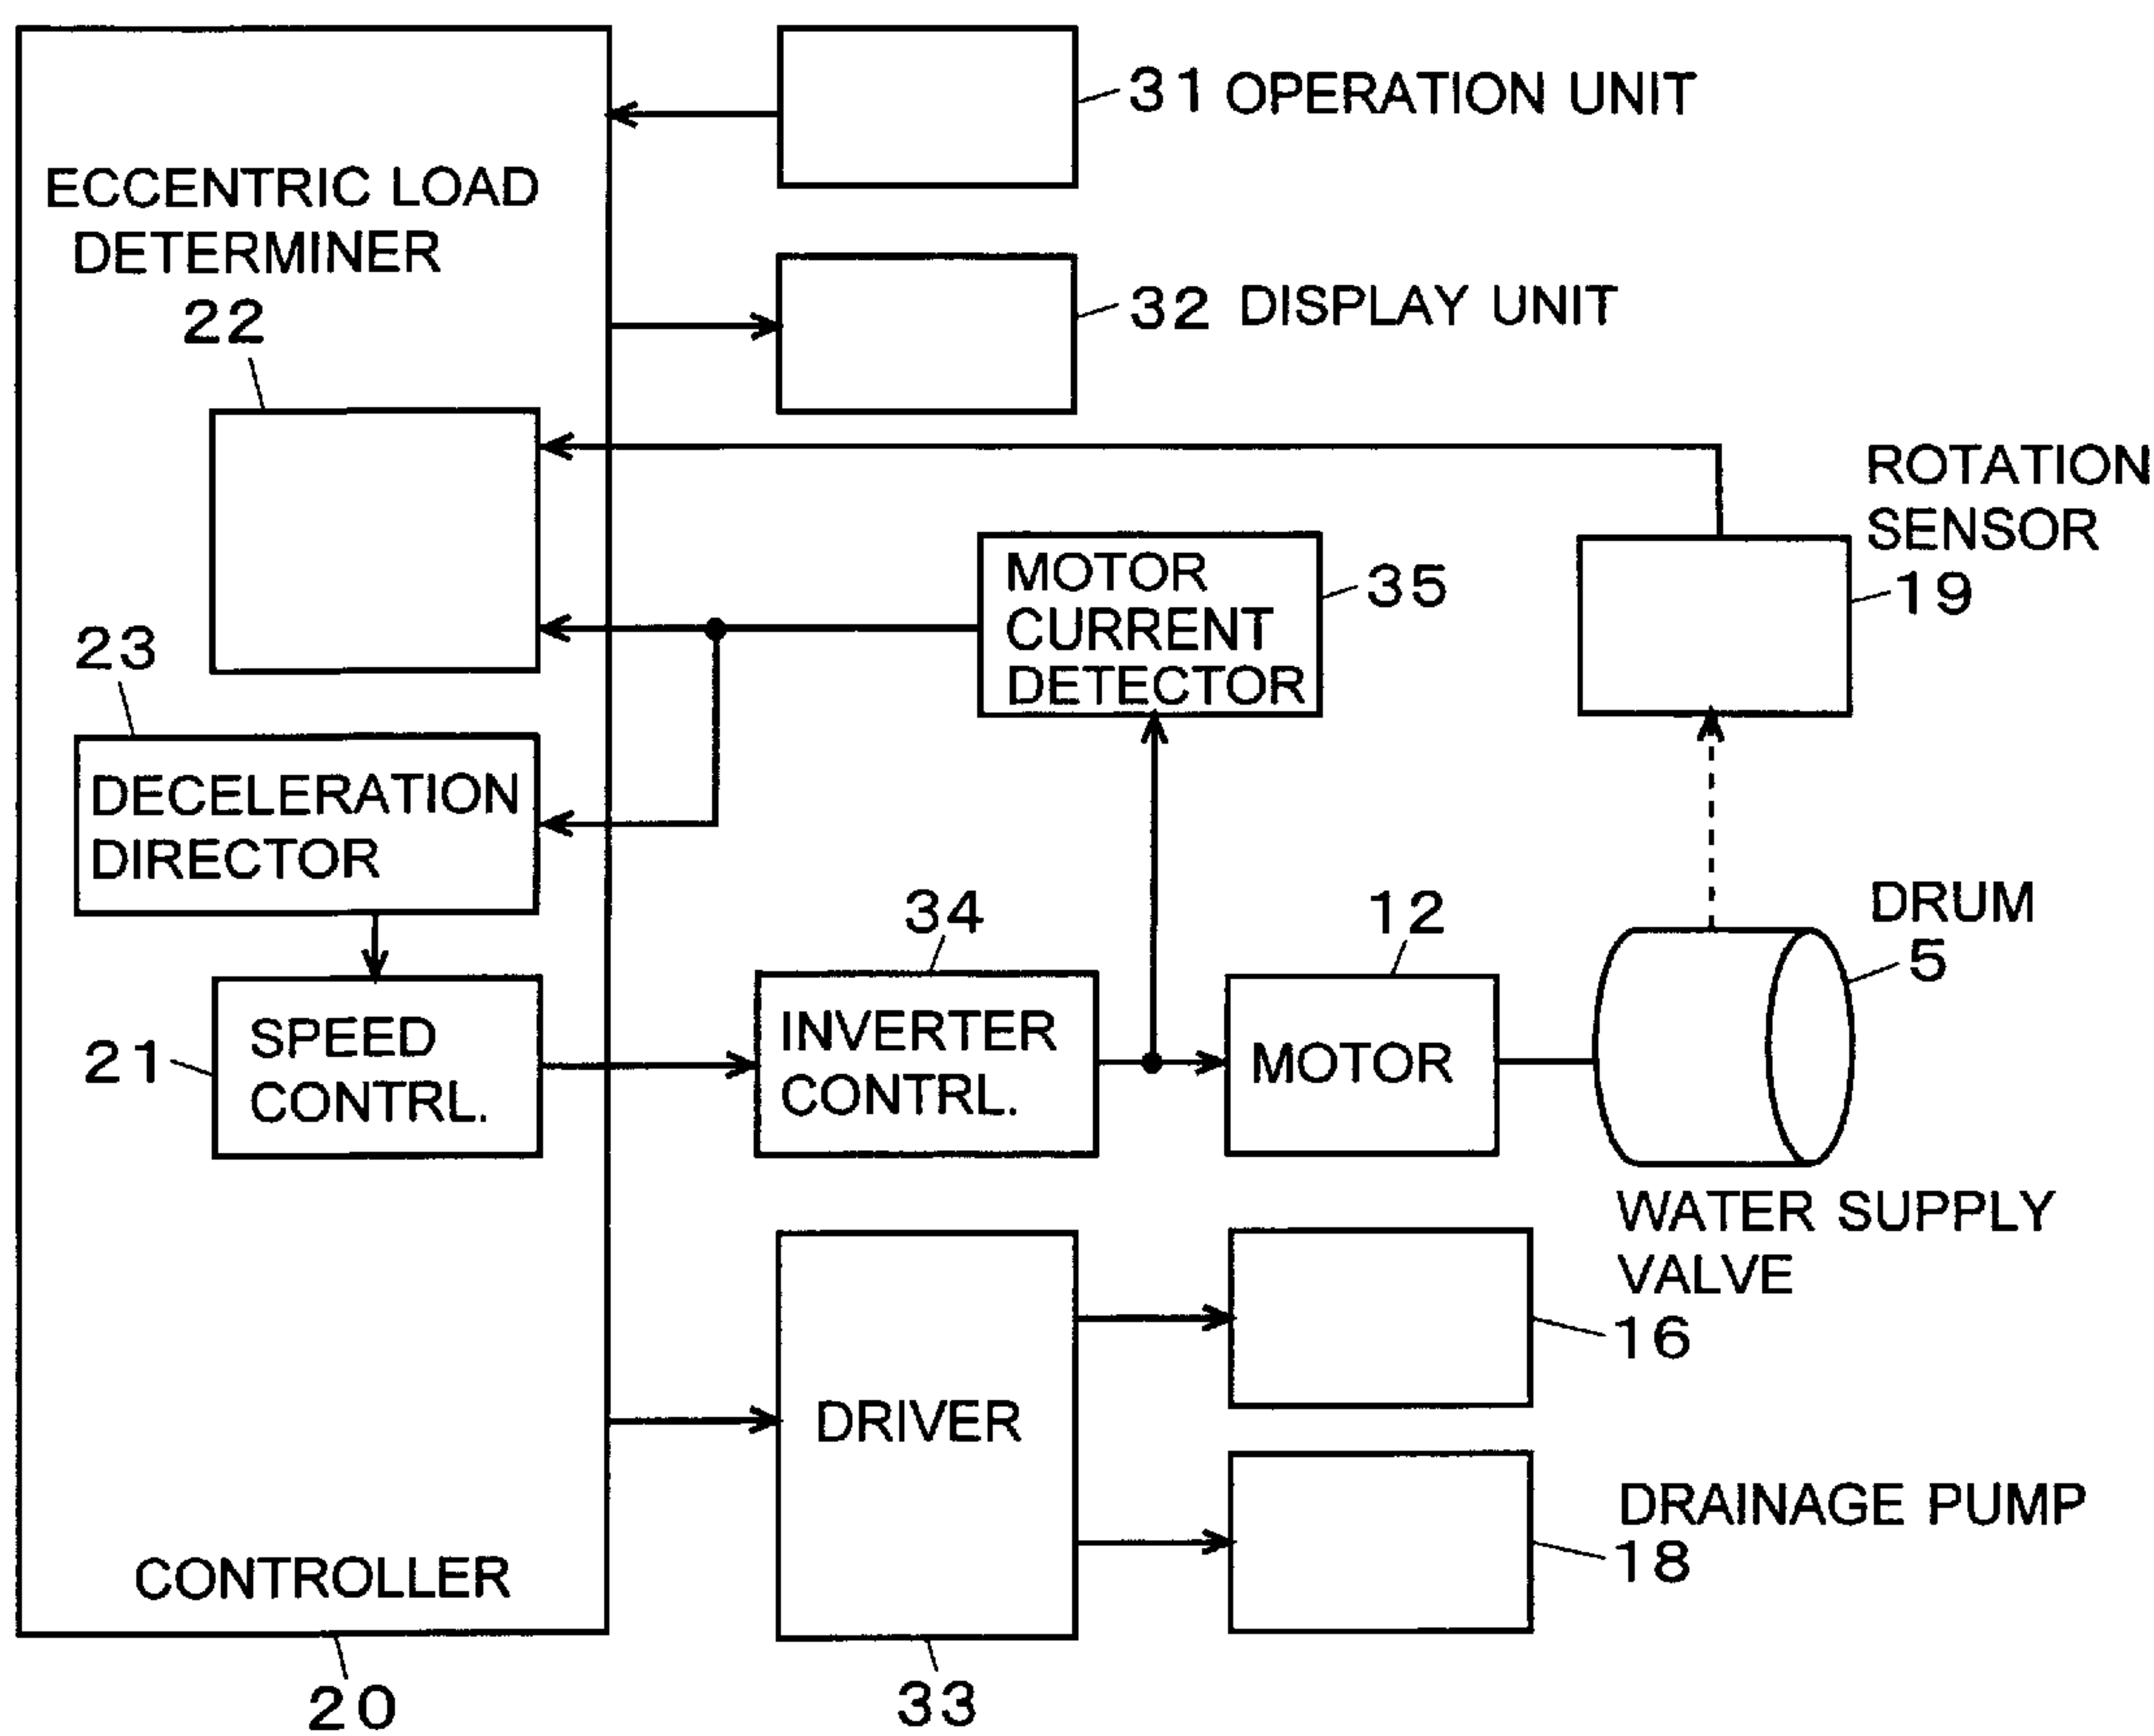 31 OPERATION UNIT
ECCENTRIC LOAD
DETERMINER
22
32 DISPLAY UNIT
ROTATION
SENSOR
19
MOTOR
CURRENT
DETECTOR
35
23
DECELERATION
DIRECTOR
34
12
DRUM
5
21
SPEED
CONTRL.
INVERTER
CONTRL.
MOTOR
WATER SUPPLY
VALVE
16
DRIVER
DRAINAGE PUMP
18
CONTROLLER
20
33